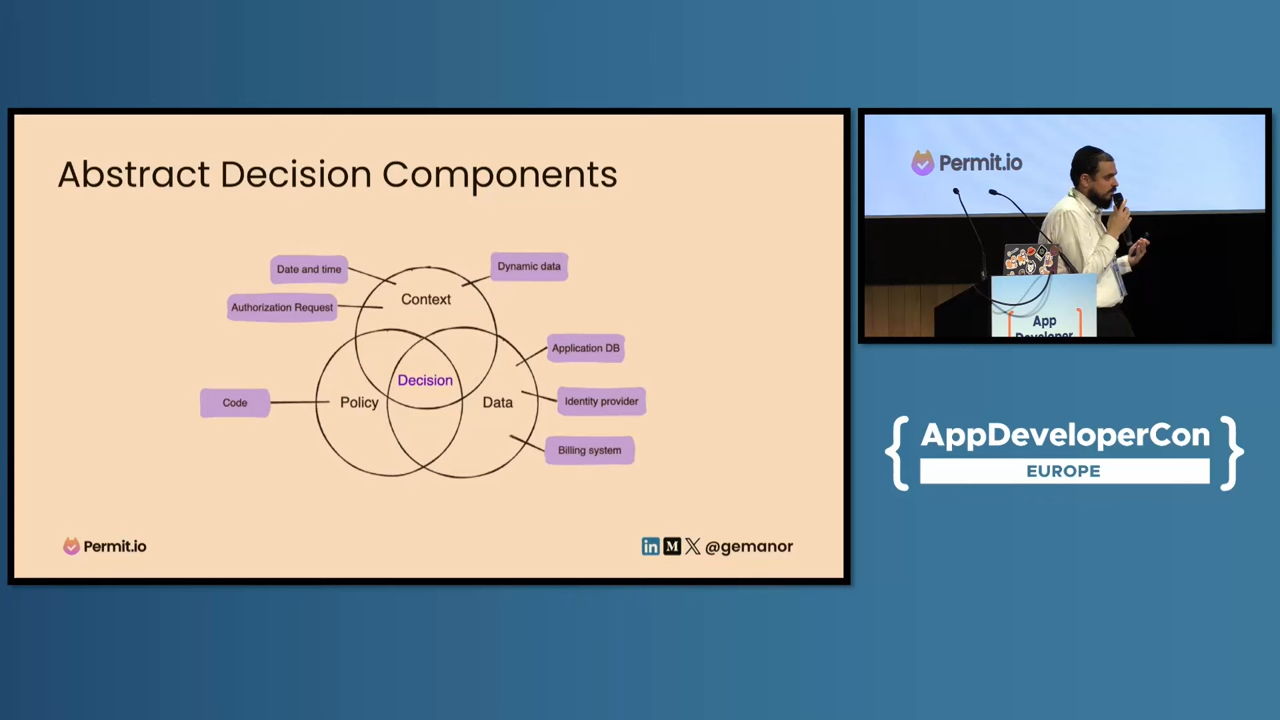 Abstract Decision Components
Date and time
Dynamic data
Authorization Request
Context
Application DB
Decision
Code
Policy
Data
Identity provider
Billing system
Permit.io
in M X @gemanor
Permit.io
App
Developer
{ AppDeveloperCon }
EUROPE